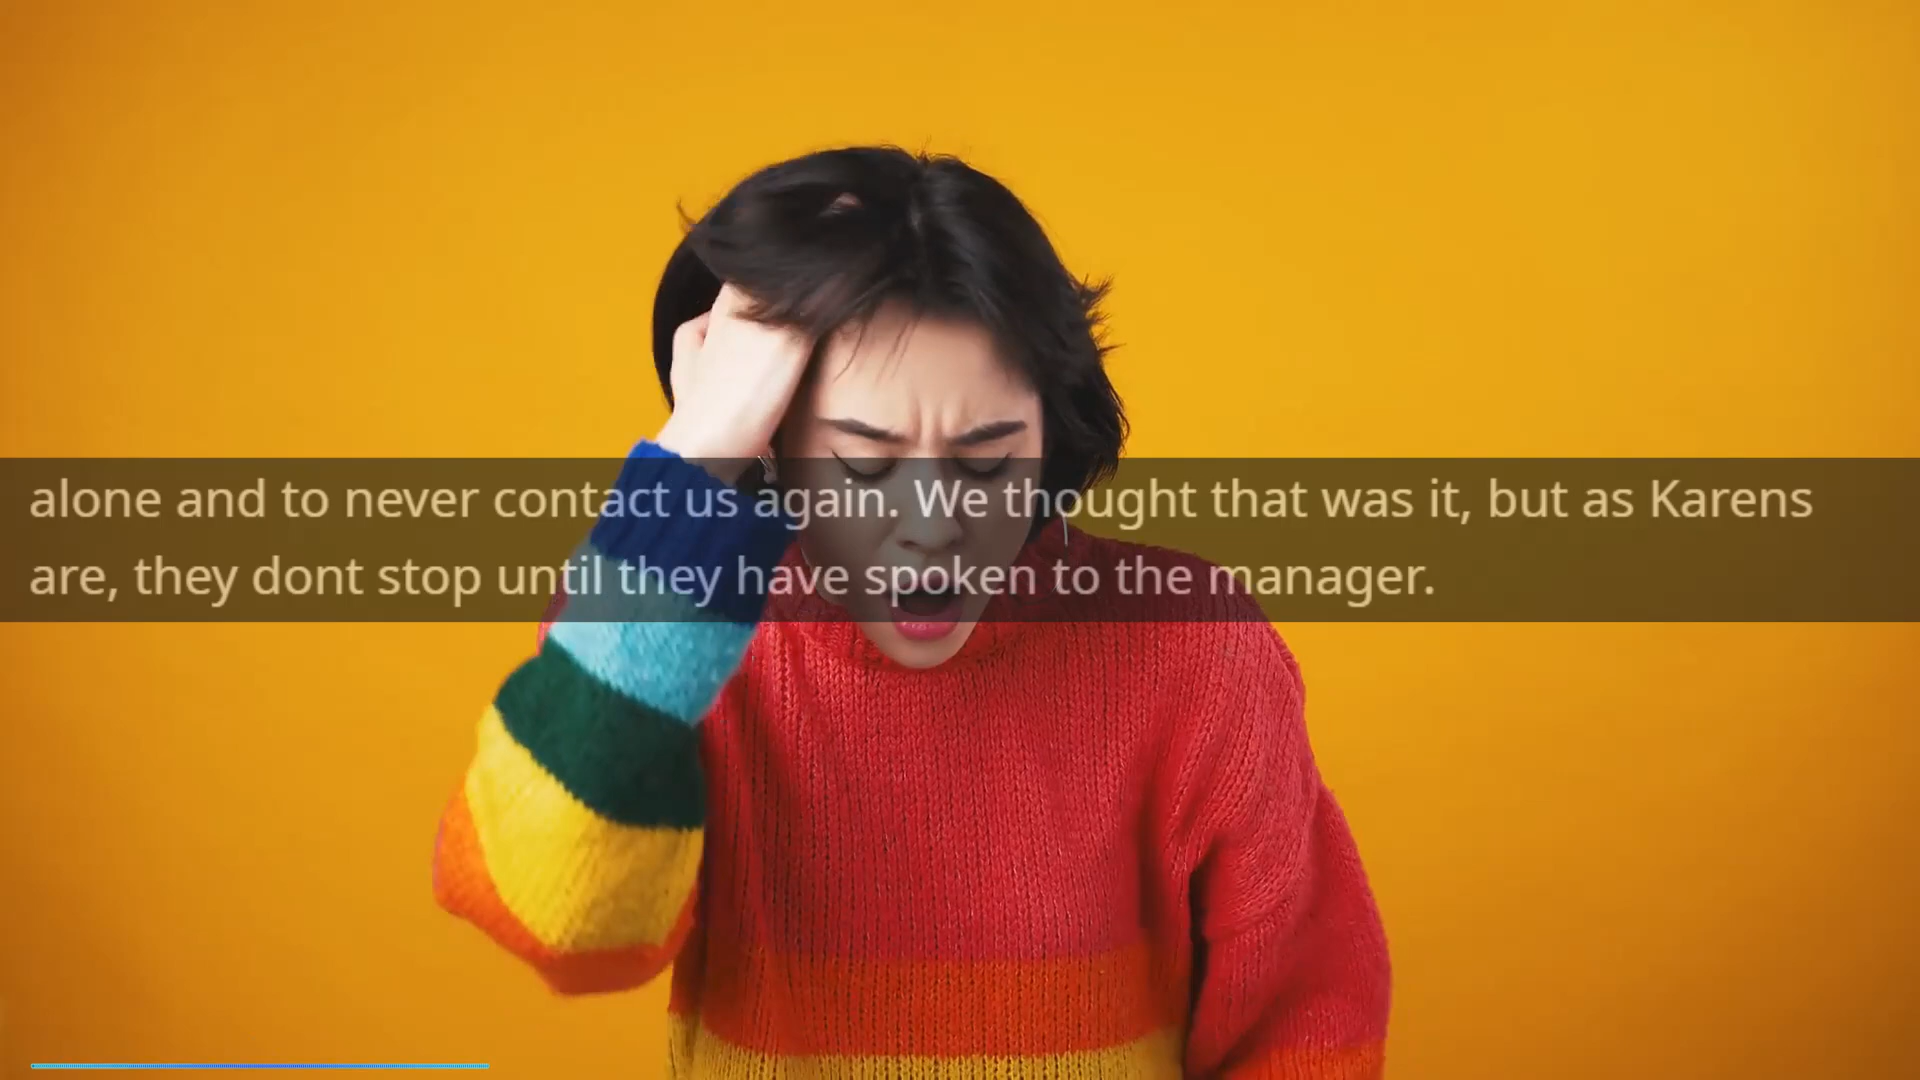 alone and to never contact us again. We thought that was it, but as Karens
are, they dont stop until they have spoken to the manager.